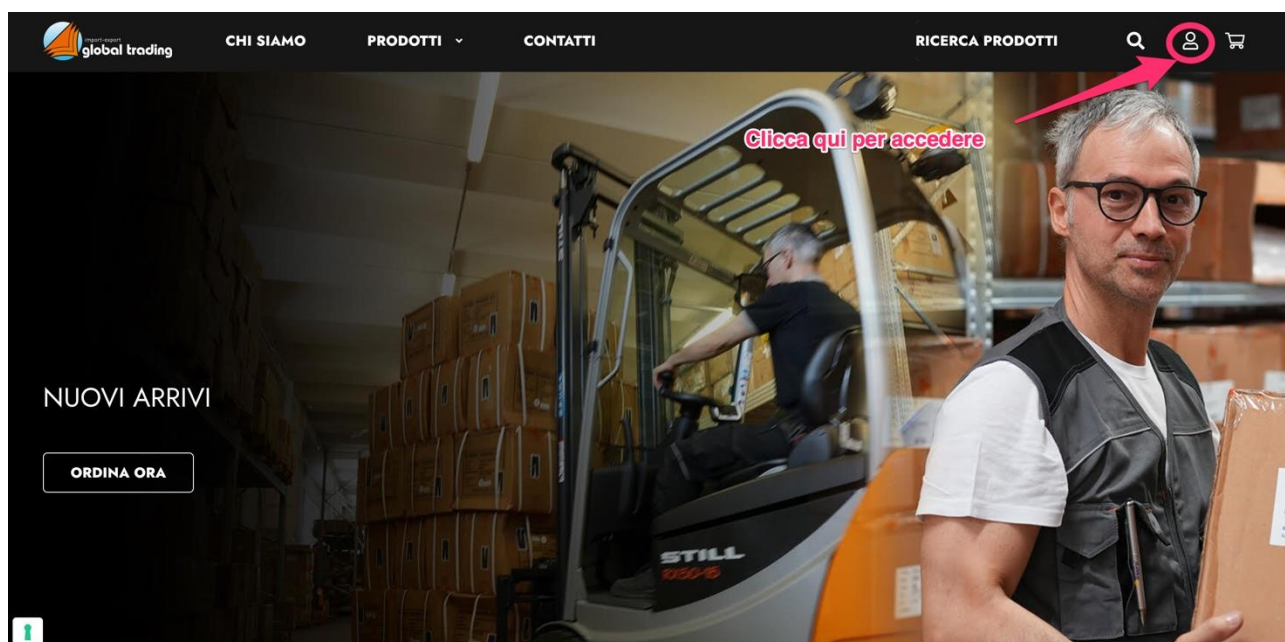 import-export
global trading
CHI SIAMO
PRODOTTI
CONTATTI
RICERCA PRODOTTI
Clicca qui per accedere
NUOVI ARRIVI
ORDINA ORA
STILL